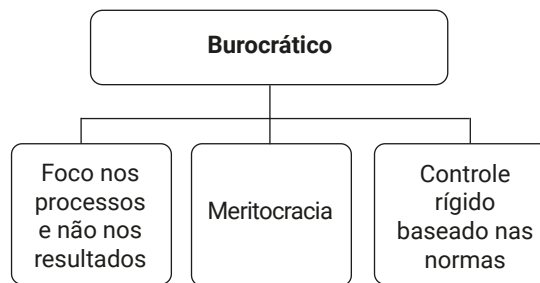 Burocrático
Foco nos
processos
e não nos
resultados
Meritocracia
Controle
rígido
baseado nas
normas